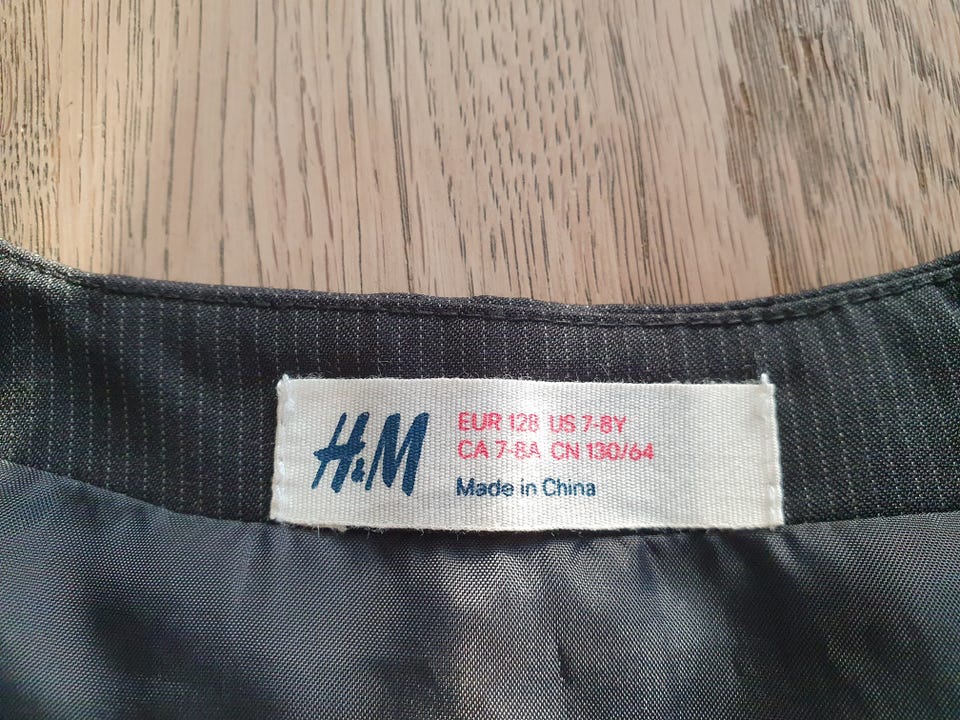 H&M
EUR 128 US 7-8Y
CA 7-8A CN 130/64
Made in China